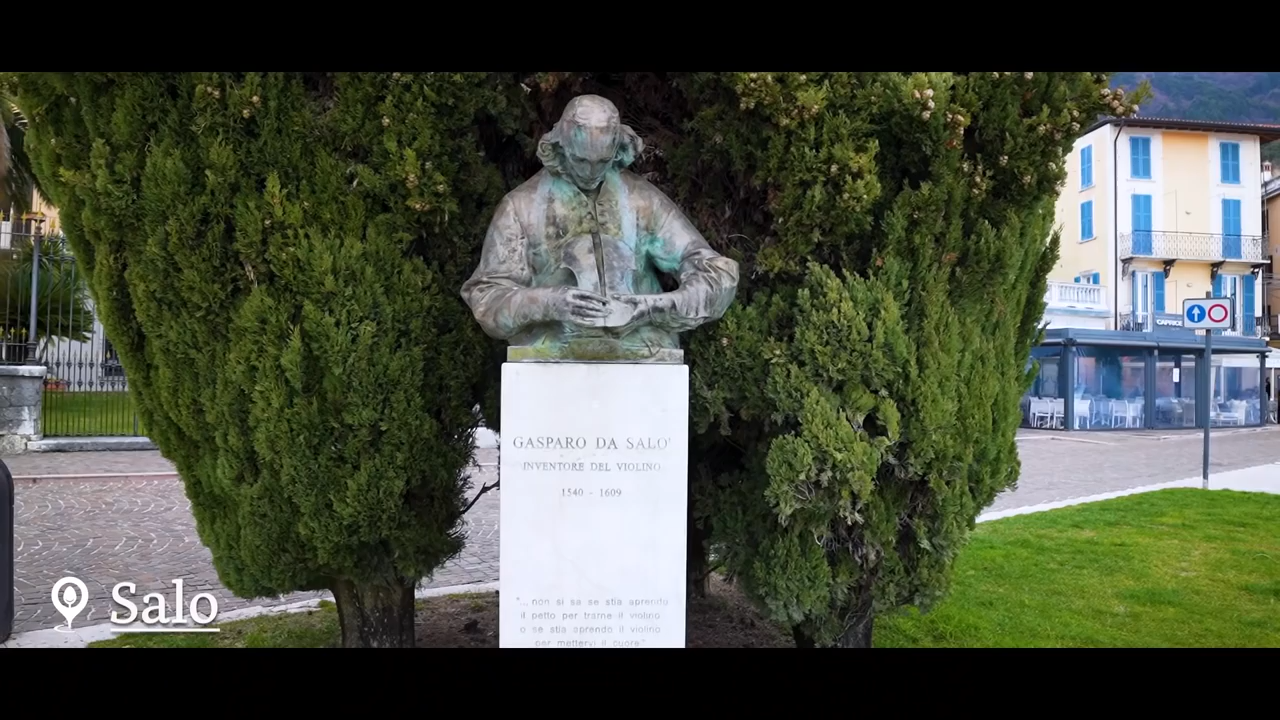 GASPARO DA SALO'
INVENTORE DEL VIOLINO
1540 - 1609
"... non si sa se stia aprendo
il petto per trarne il violino
o se stia aprendo il violino
per mettervi il cuore"
CAPRICE
Salo